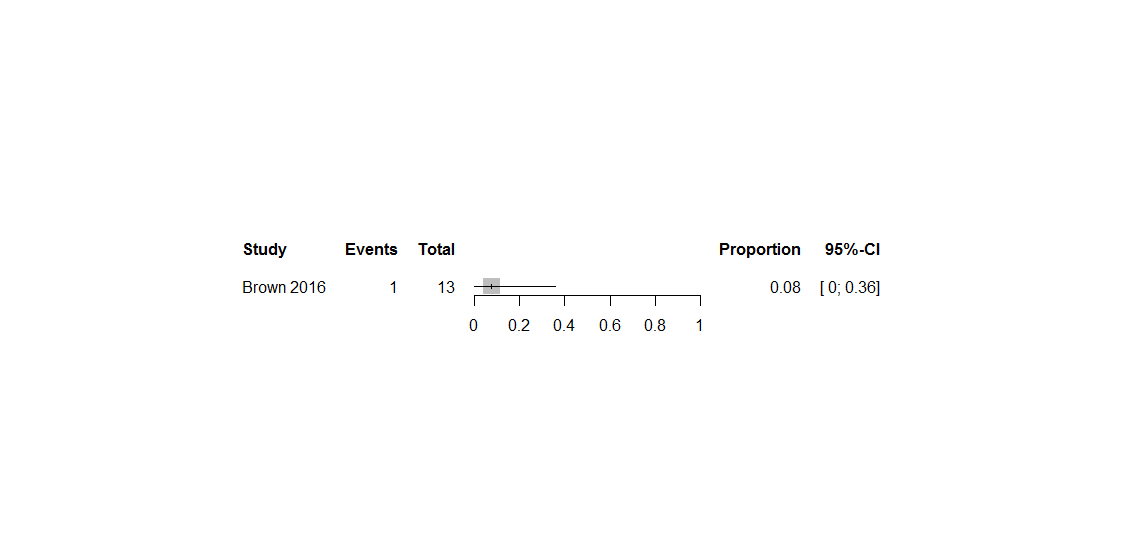 Study Events Total Proportion 95%-CI
Brown 2016 1 13 0.08 [ 0; 0.36]
0 0.2 0.4 0.6 0.8 1